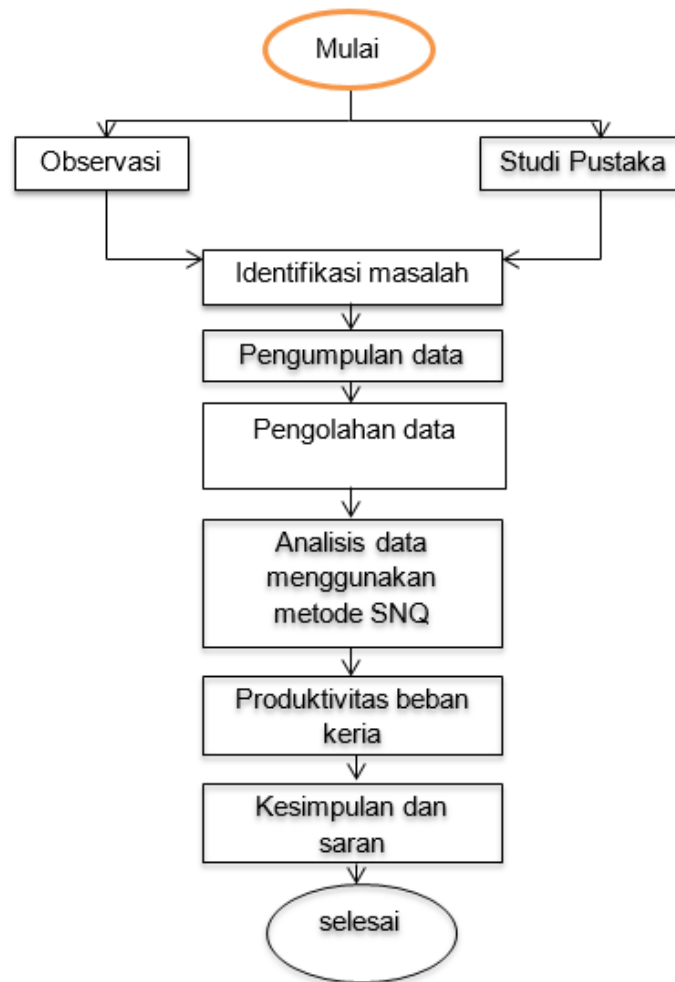 Mulai
Observasi
Studi Pustaka
Identifikasi masalah
Pengumpulan data
Pengolahan data
Analisis data
menggunakan
metode SNQ
Produktivitas beban
keria
Kesimpulan dan
saran
selesai